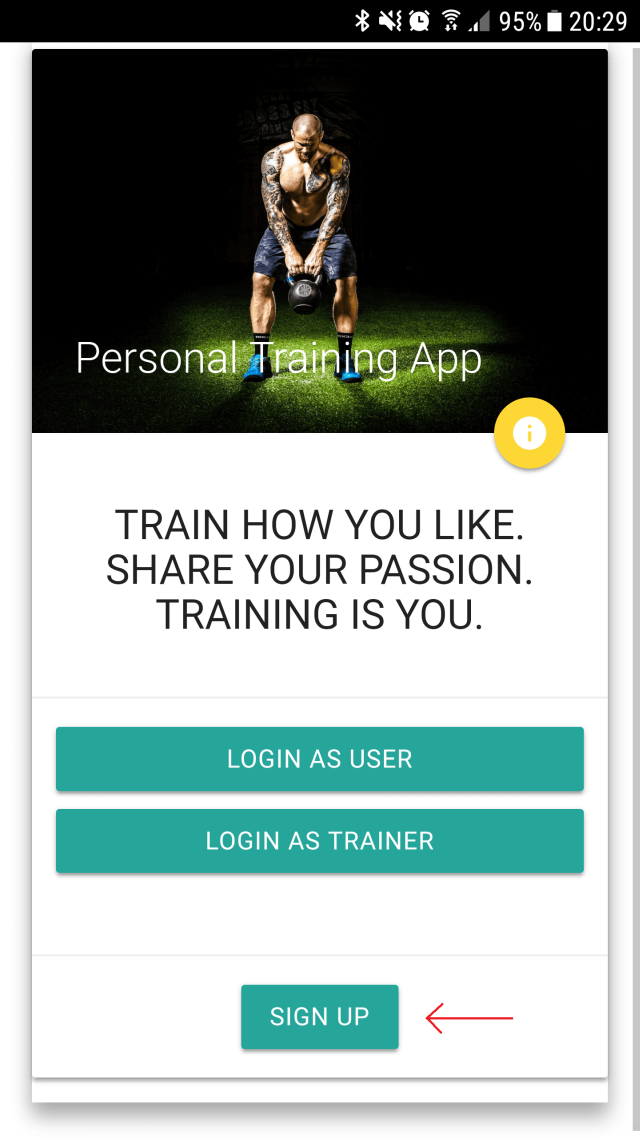 95% 20:29
Personal Training App
TRAIN HOW YOU LIKE.
SHARE YOUR PASSION.
TRAINING IS YOU.
LOGIN AS USER
LOGIN AS TRAINER
SIGN UP